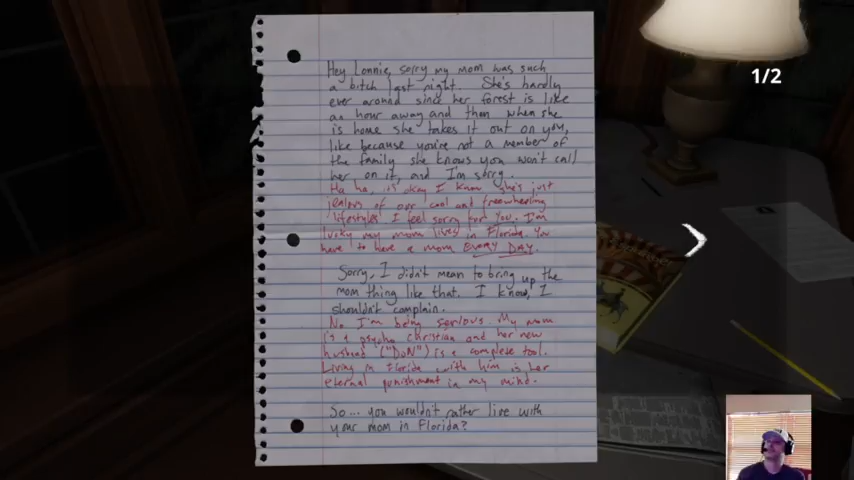 1/2
Hey Lonnie, sorry my mom was such
a bitch last night. She's hardly
ever around since her forest is like
an hour away and then when she
is home she takes it out on you,
like because you're not a member of
the family she knows you won't call
her on it, and I'm sorry.
Ha ha, is okay I know she's just
jealous of our cool and freewheeling
lifestyles. I feel sorry for you. I'm
lucky my mom lives in Florida. You
have to have a mom EVERY DAY.
Sorry, I didn't mean to bring up the
mom thing like that. I know, I
shouldn't complain.
No I'm being serious. My mom
is a psycho christian and her new
husband ("DoN") is a complete tool.
Living in Florida with him is her
eternal punishment in my mind.
So... you wouldn't rather live with
your mom in Florida?